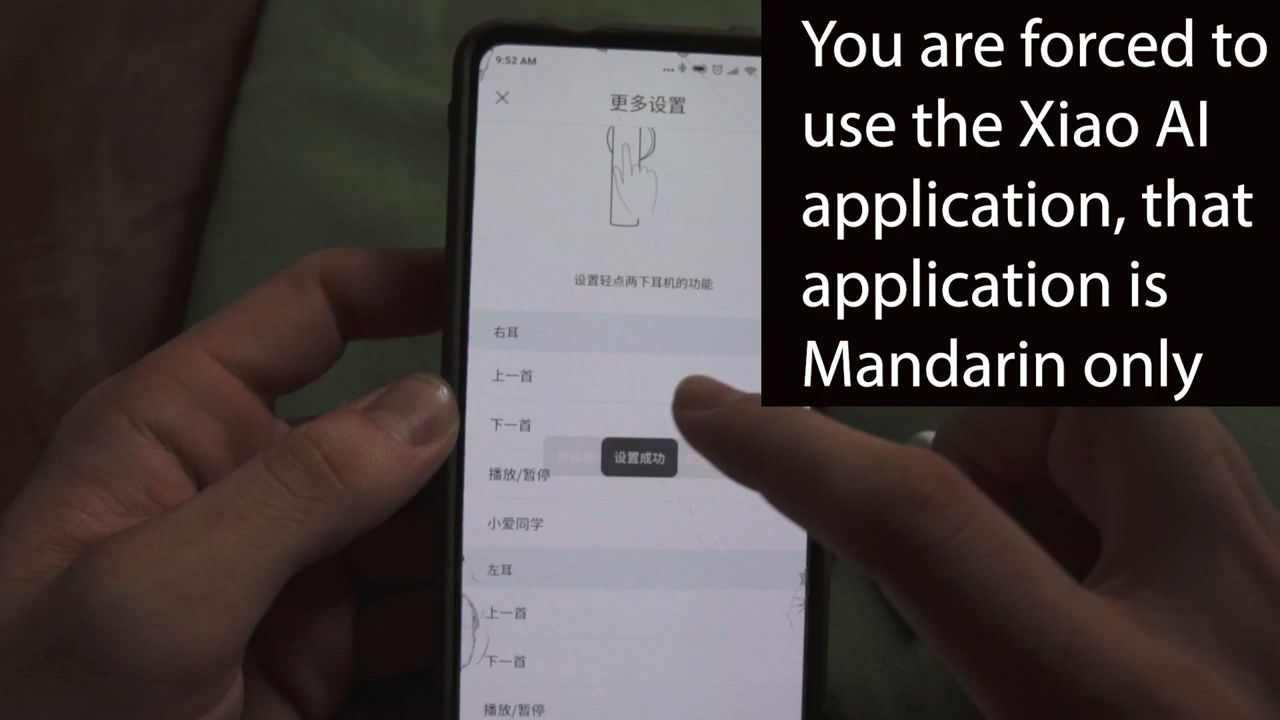 9:52 AM
更多设置
设置轻点两下耳机的功能
右耳
上一首
下一首
设置成功
播放/暂停
小爱同学
左耳
上一首
下一首
播放/暂停
You are forced to
use the Xiao AI
application, that
application is
Mandarin only